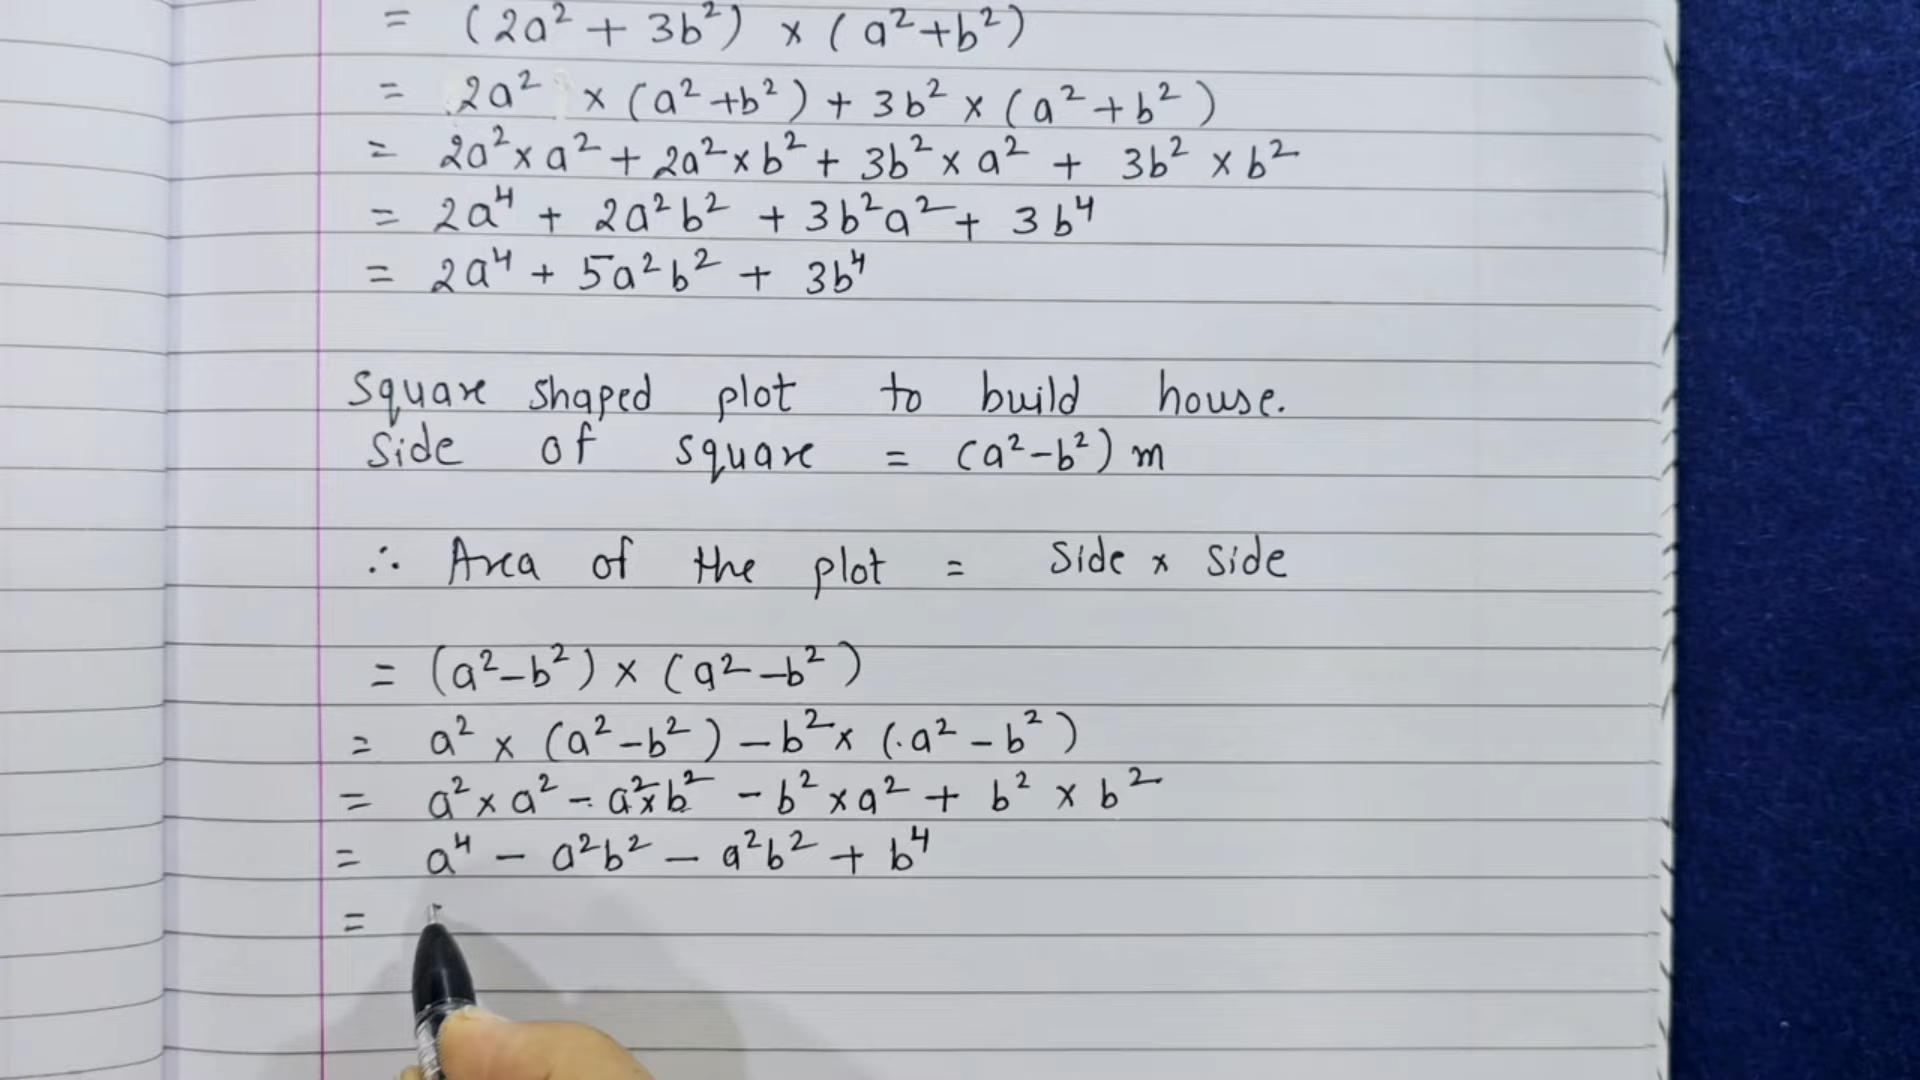 = (2a² + 3b²) × (a²+b²)
= 2a² × (a²+b²) + 3b² × (a²+b²)
= 2a²×a² + 2a²×b² + 3b²×a² + 3b²×b²
= 2a⁴ + 2a²b² + 3b²a² + 3b⁴
= 2a⁴ + 5a²b² + 3b⁴
Square shaped plot to build house.
Side of square = (a²-b²) m
∴ Area of the plot = Side × Side
= (a²-b²) × (a²-b²)
= a² × (a²-b²) - b² × (a²-b²)
= a²×a² - a²×b² - b²×a² + b²×b²
= a⁴ - a²b² - a²b² + b⁴
=